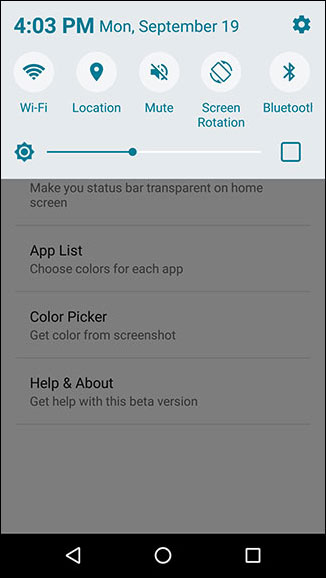 4:03 PM Mon, September 19
Wi-Fi Location Mute Screen Bluetooth
Rotation
Make you status bar transparent on home
screen
App List
Choose colors for each app
Color Picker
Get color from screenshot
Help & About
Get help with this beta version